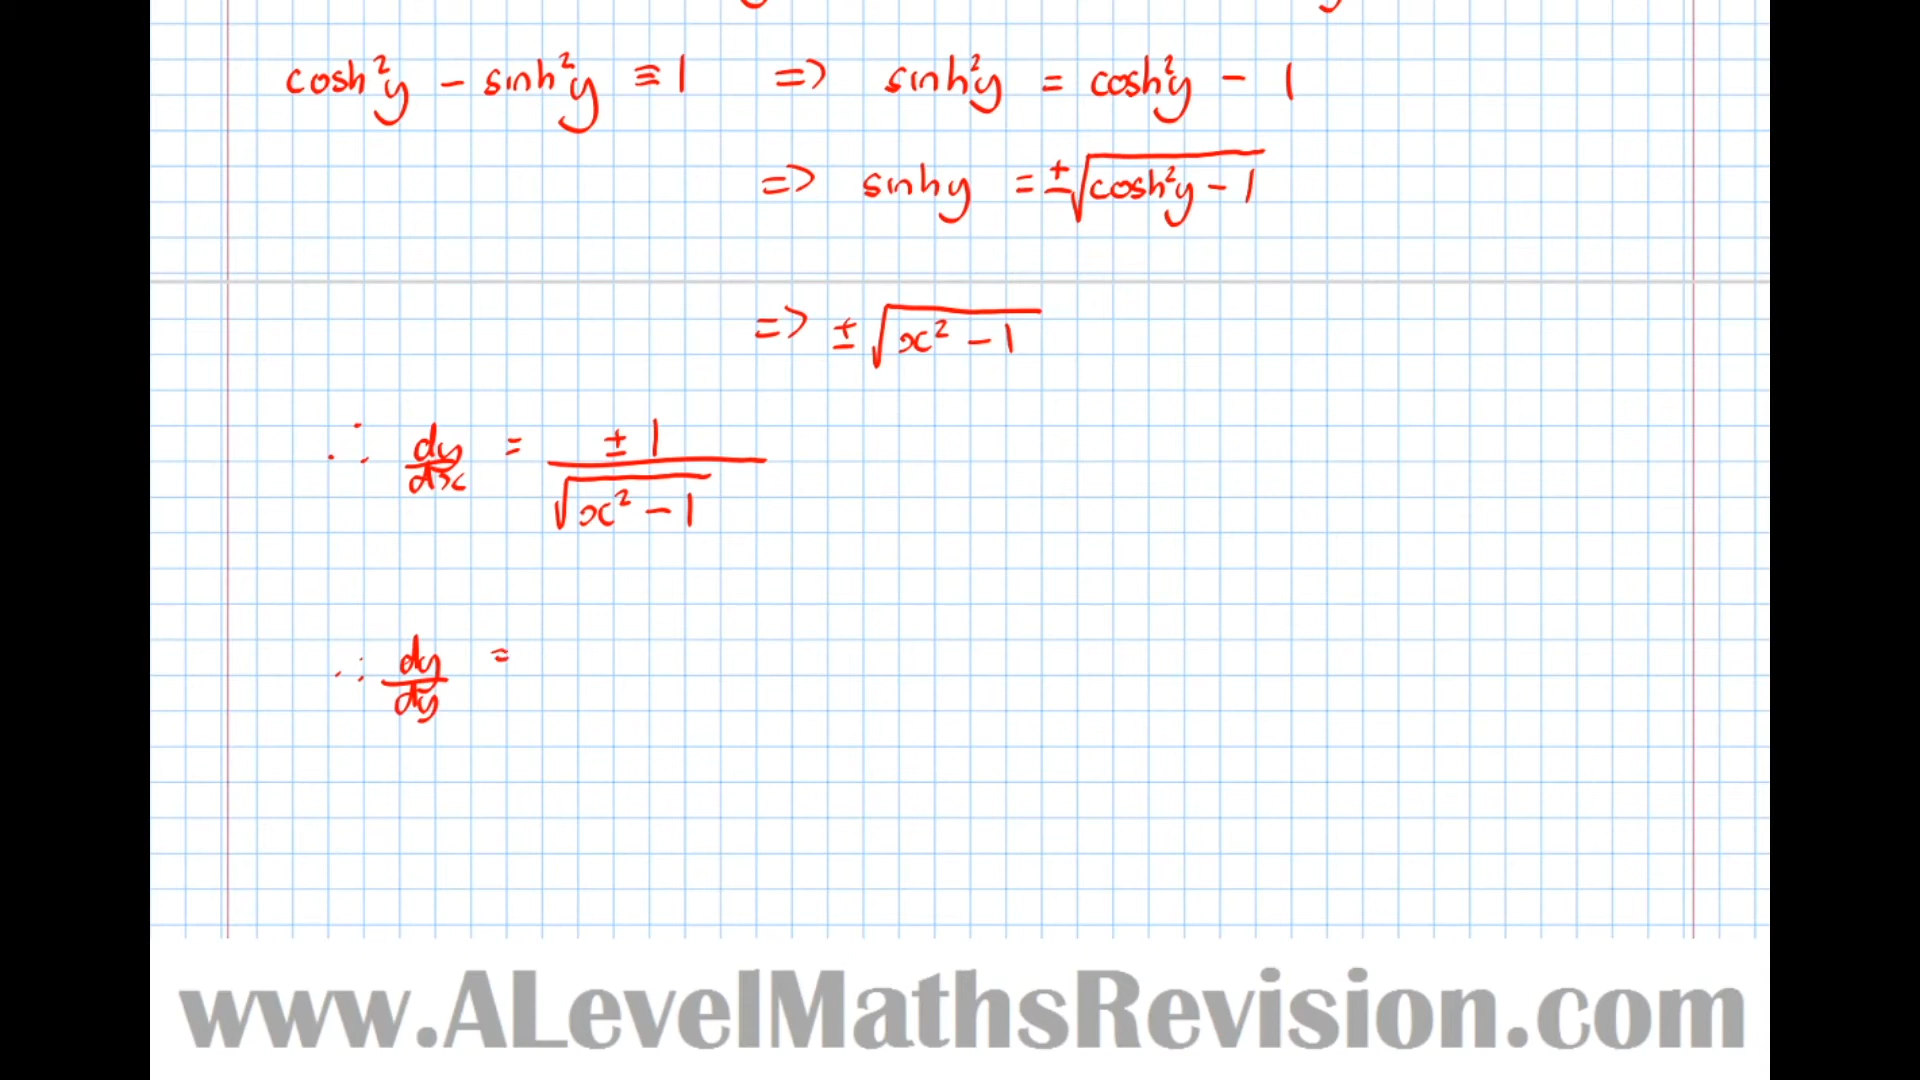 cosh²y - sinh²y ≡ 1 => sinh²y = cosh²y - 1
=> sinhy = ±√(cosh²y - 1)
=> ±√(x² - 1)
∴ dy/dx = ±1/√(x² - 1)
∴ dy/dy =
www.ALevelMathsRevision.com